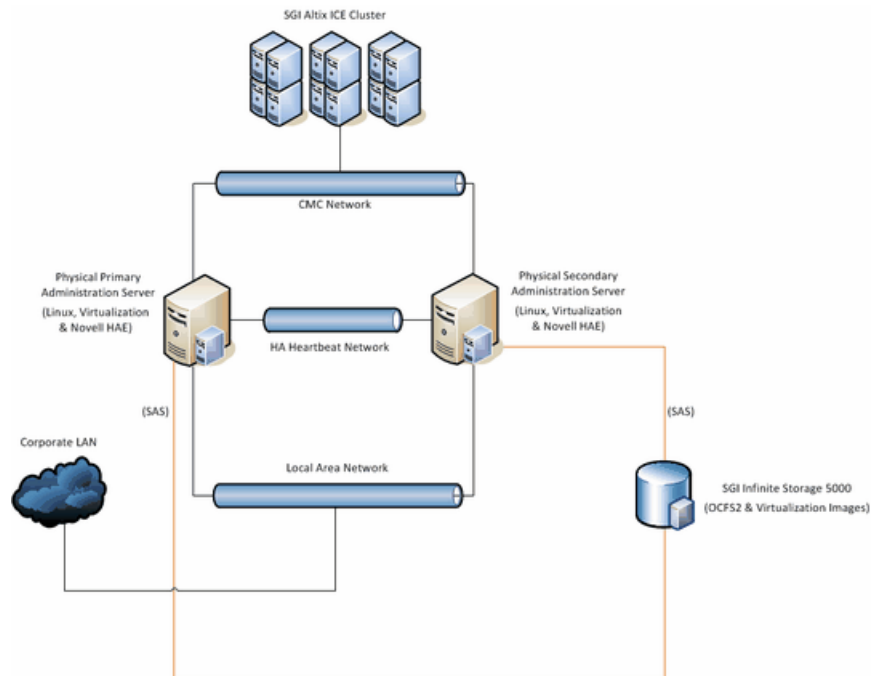 SGI Altix ICE Cluster
CMC Network
Physical Primary
Administration Server
(Linux, Virtualization
& Novell HAE)
Physical Secondary
Administration Server
(Linux, Virtualization
& Novell HAE)
HA Heartbeat Network
(SAS)
(SAS)
Corporate LAN
Local Area Network
SGI Infinite Storage 5000
(OCFS2 & Virtualization Images)